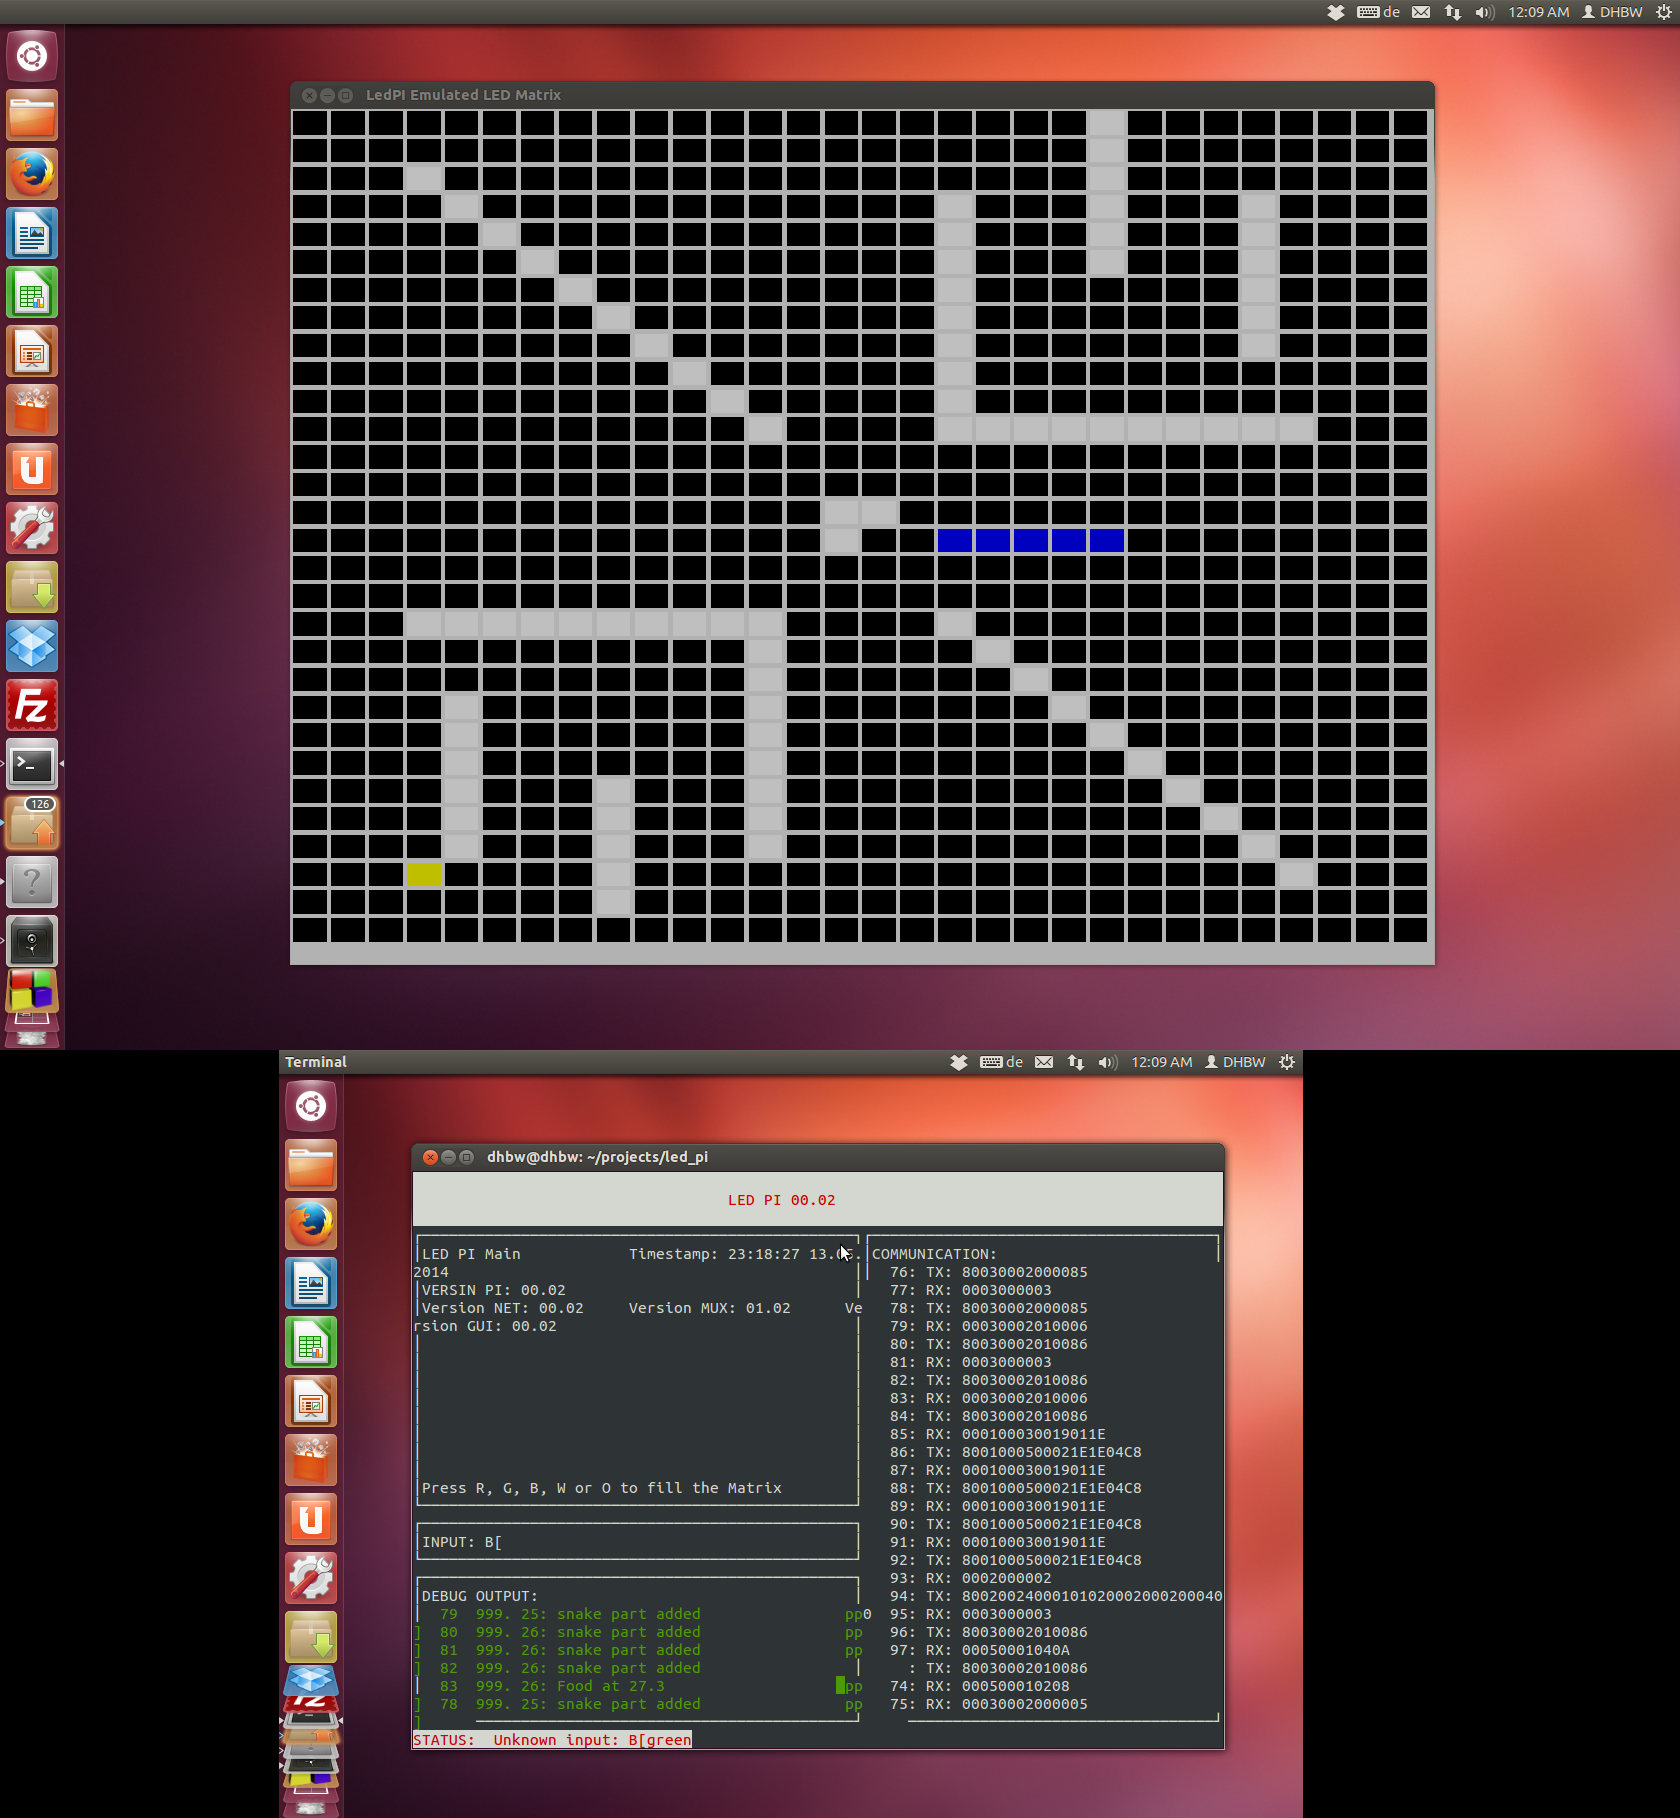 de 12:09 AM DHBW
LedPI Emulated LED Matrix
126
Terminal
de 12:09 AM DHBW
dhbw@dhbw: ~/projects/led_pi
LED PI 00.02
LED PI Main Timestamp: 23:18:27 13.
2014
VERSIN PI: 00.02
Version NET: 00.02 Version MUX: 01.02 Ve
rsion GUI: 00.02
Press R, G, B, W or O to fill the Matrix
INPUT: B[
DEBUG OUTPUT:
79 999. 25: snake part added pp0
] 80 999. 26: snake part added pp
] 81 999. 26: snake part added pp
] 82 999. 26: snake part added
83 999. 26: Food at 27.3 pp
] 78 999. 25: snake part added pp
]
STATUS: Unknown input: B[green
COMMUNICATION:
76: TX: 80030002000085
77: RX: 0003000003
78: TX: 80030002000085
79: RX: 00030002010006
80: TX: 80030002010086
81: RX: 0003000003
82: TX: 80030002010086
83: RX: 00030002010006
84: TX: 80030002010086
85: RX: 000100030019011E
86: TX: 8001000500021E1E04C8
87: RX: 000100030019011E
88: TX: 8001000500021E1E04C8
89: RX: 000100030019011E
90: TX: 8001000500021E1E04C8
91: RX: 000100030019011E
92: TX: 8001000500021E1E04C8
93: RX: 0002000002
94: TX: 80020024000101020002000200040
95: RX: 0003000003
96: TX: 80030002010086
97: RX: 00050001040A
: TX: 80030002010086
74: RX: 000500010208
75: RX: 00030002000005